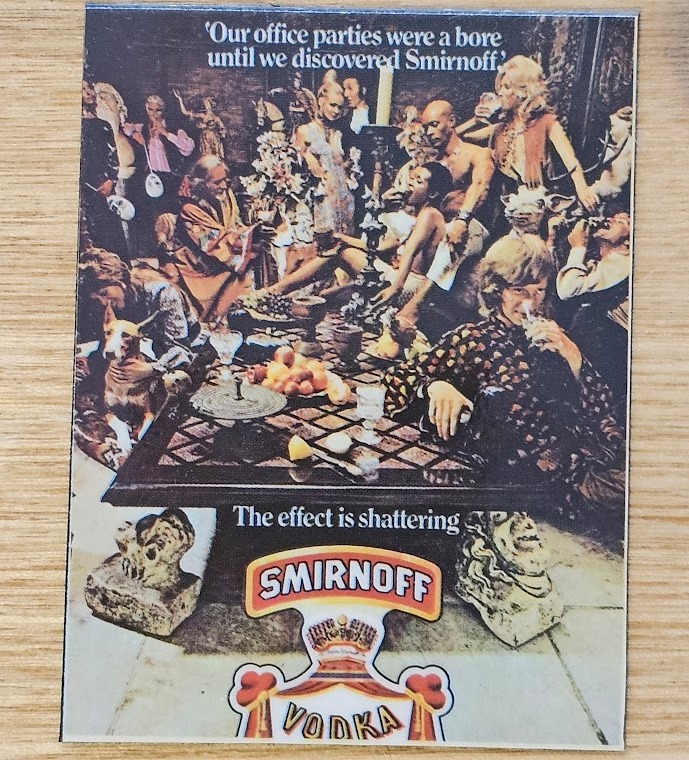 'Our office parties were a bore
until we discovered Smirnoff.'
The effect is shattering
SMIRNOFF
VODKA